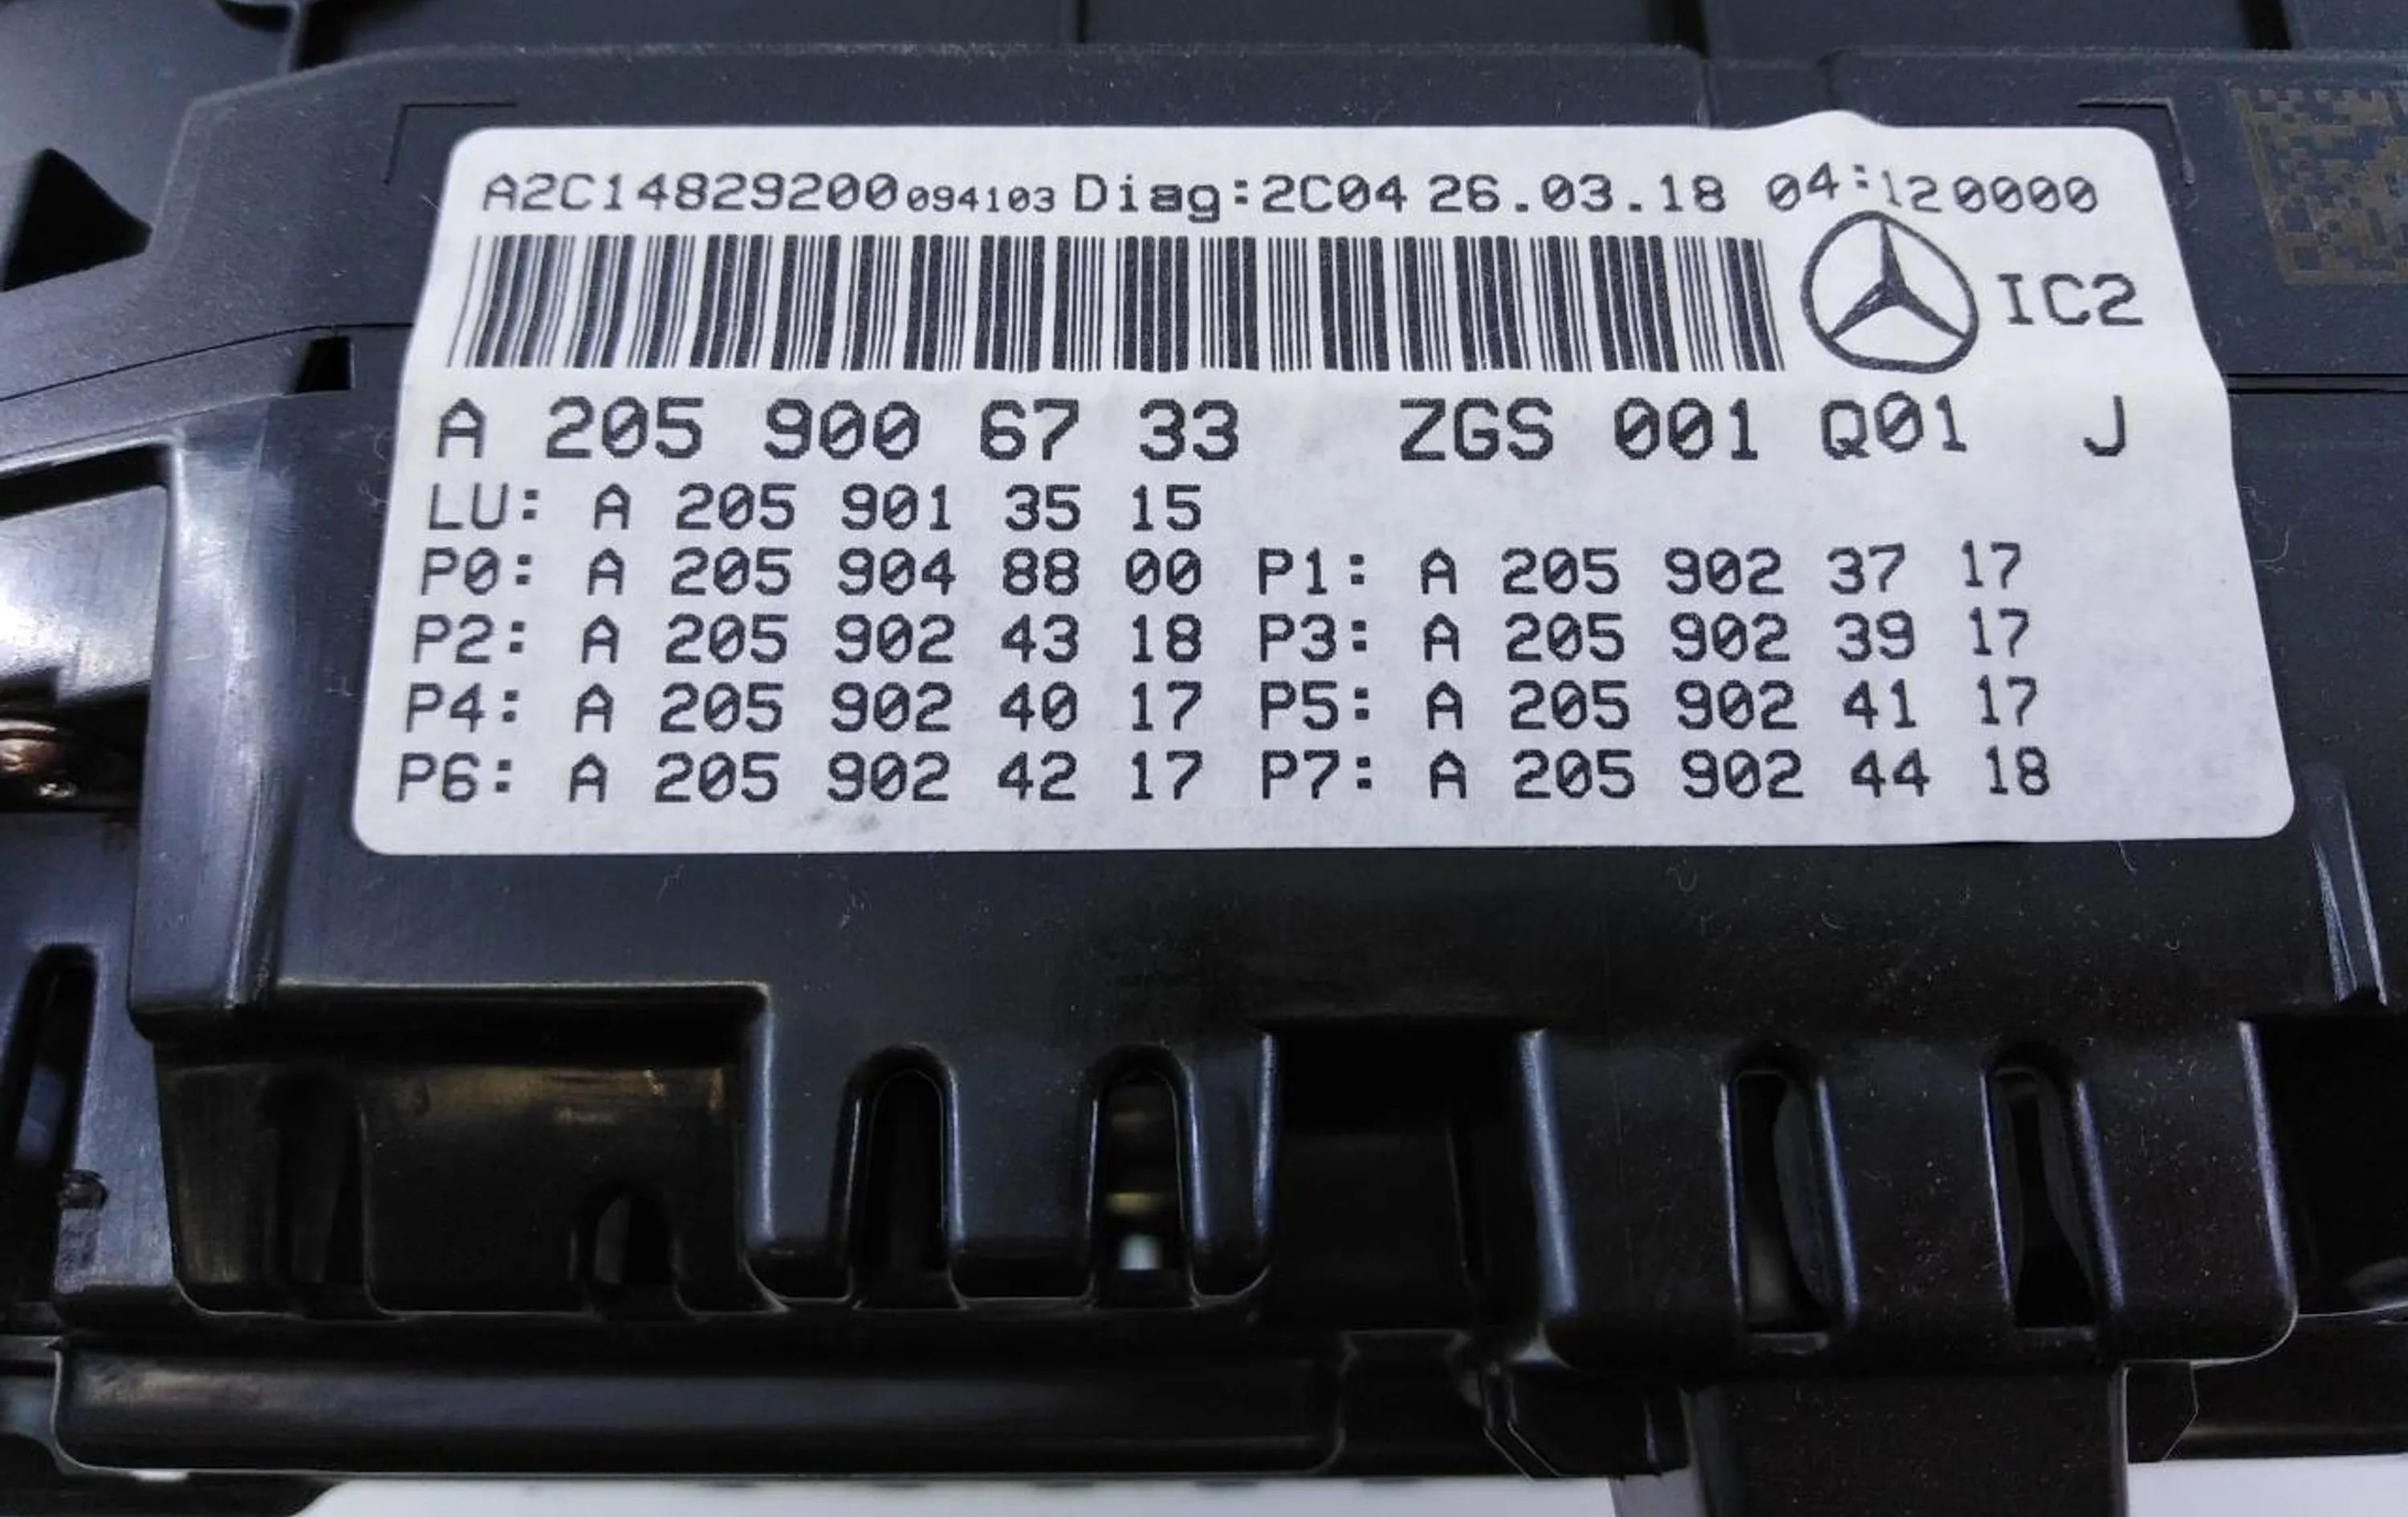 A2C14829200094103 Diag:2C04 26.03.18 04:120000
IC2
A 205 900 67 33 ZGS 001 Q01 J
LU: A 205 901 35 15
P0: A 205 904 88 00 P1: A 205 902 37 17
P2: A 205 902 43 18 P3: A 205 902 39 17
P4: A 205 902 40 17 P5: A 205 902 41 17
P6: A 205 902 42 17 P7: A 205 902 44 18